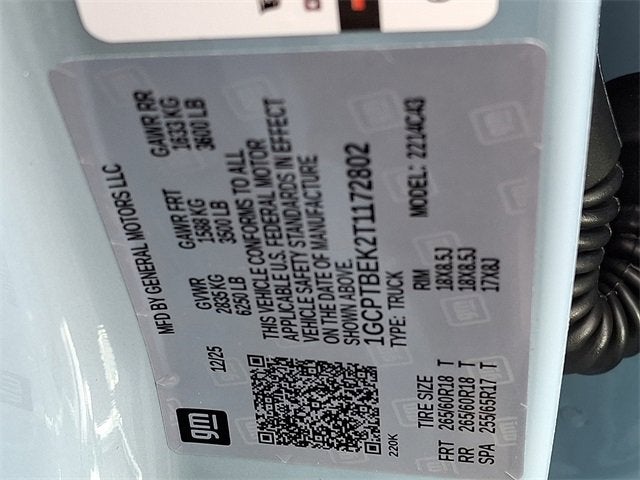 gm
MFD BY GENERAL MOTORS LLC
12/25 GVWR GAWR FRT GAWR RR
2835 KG 1588 KG 1633 KG
6250 LB 3500 LB 3600 LB
THIS VEHICLE CONFORMS TO ALL
APPLICABLE U.S. FEDERAL MOTOR
VEHICLE SAFETY STANDARDS IN EFFECT
ON THE DATE OF MANUFACTURE
SHOWN ABOVE.
1GCPTBEK2T1172802
TYPE: TRUCK MODEL: 221/4C43
220K
TIRE SIZE RIM
FRT 265/60R18 T 18X8.5J
RR 265/60R18 T 18X8.5J
SPA 255/65R17 T 17X8J